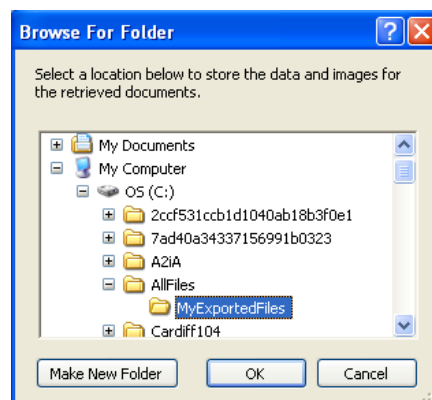 Browse For Folder
Select a location below to store the data and images for
the retrieved documents.
My Documents
My Computer
OS (C:)
2ccf531ccb1d1040ab18b3f0e1
7ad40a34337156991b0323
A2iA
AllFiles
MyExportedFiles
Cardiff104
Make New Folder
OK
Cancel